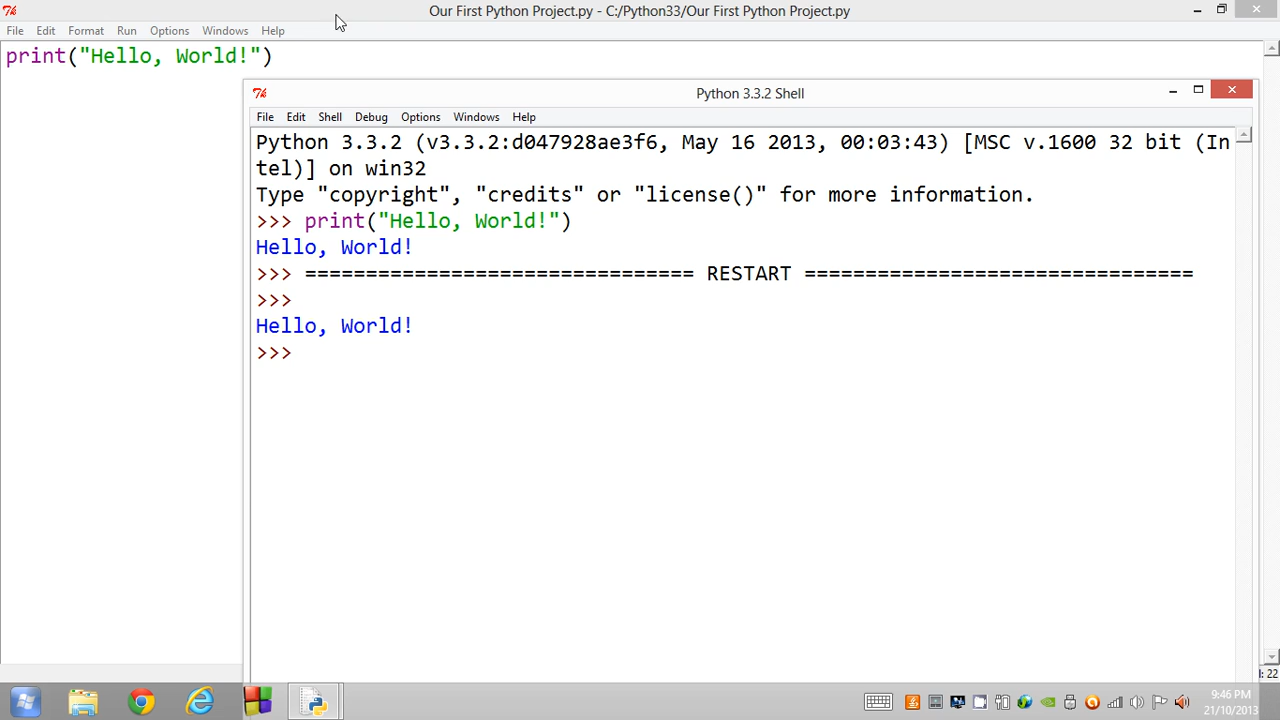 Our First Python Project.py - C:/Python33/Our First Python Project.py
File Edit Format Run Options Windows Help
print("Hello, World!")
Python 3.3.2 Shell
File Edit Shell Debug Options Windows Help
Python 3.3.2 (v3.3.2:d047928ae3f6, May 16 2013, 00:03:43) [MSC v.1600 32 bit (In
tel)] on win32
Type "copyright", "credits" or "license()" for more information.
>>> print("Hello, World!")
Hello, World!
>>> ================================ RESTART ================================
>>>
Hello, World!
>>>
: 22
9:46 PM
21/10/2013